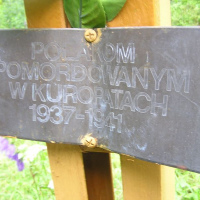 POLAKOM
POMORDOWANYM
W KUROPATACH
1937-1941